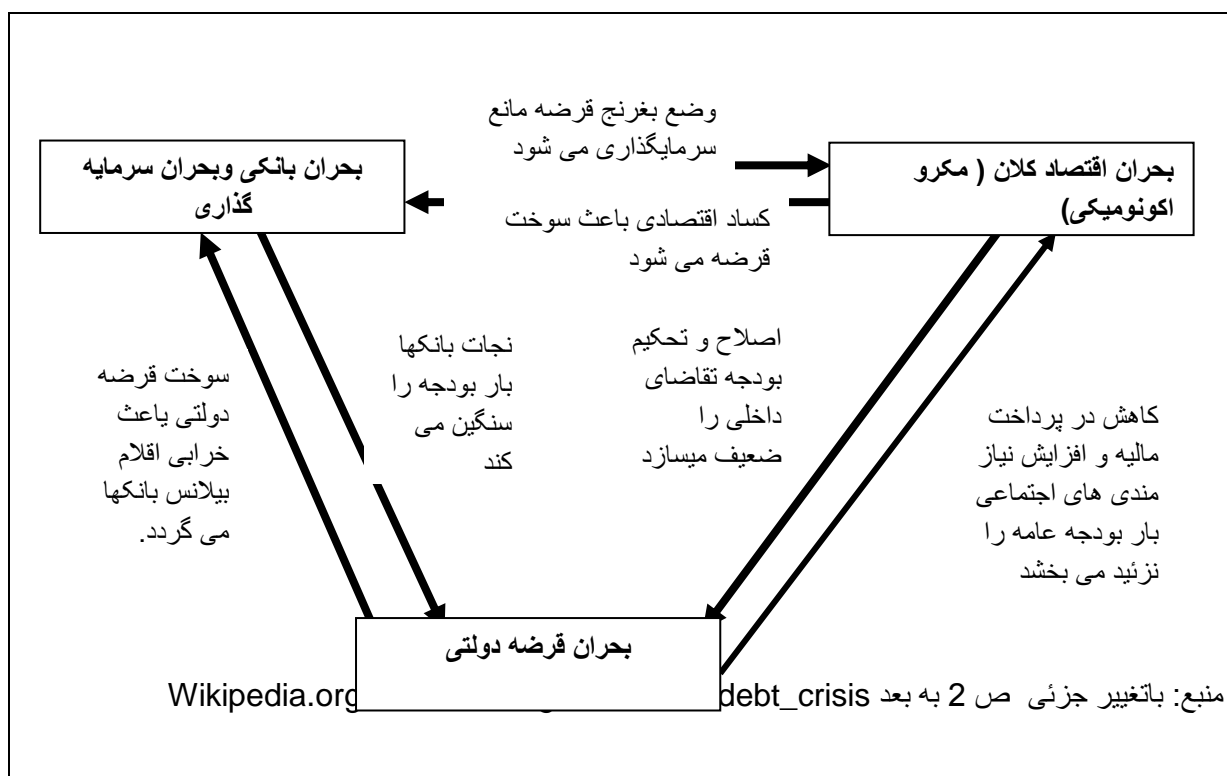 وضع بغرنج قرضه مانع
سرمایگذاری می شود
بحران اقتصاد کلان ( مکرو
اکونومیکی)
بحران بانکی وبحران سرمایه
گذاری
کساد اقتصادی باعث سوخت
قرضه می شود
اصلاح و تحکیم
بودجه تقاضای
داخلی را
ضعیف میسازد
نجات بانکها
بار بودجه را
سنگین می
کند
سوخت قرضه
دولتی یاعث
خرابی اقلام
بیلانس بانکها
می گردد.
کاهش در پرداخت
مالیه و افزایش نیاز
مندی های اجتماعی
بار بودجه عامه را
نزئید می بخشد
بحران قرضه دولتی
منبع: باتغییر جزئی ص 2 به بعد debt_crisis Wikipedia.org